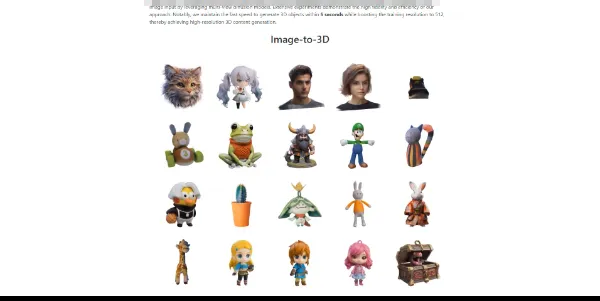 image input by leveraging multi-view diffusion models. Extensive experiments demonstrate the high fidelity and efficiency of our
approach. Notably, we maintain the fast speed to generate 3D objects within 5 seconds while boosting the training resolution to 512,
thereby achieving high-resolution 3D content generation.
Image-to-3D